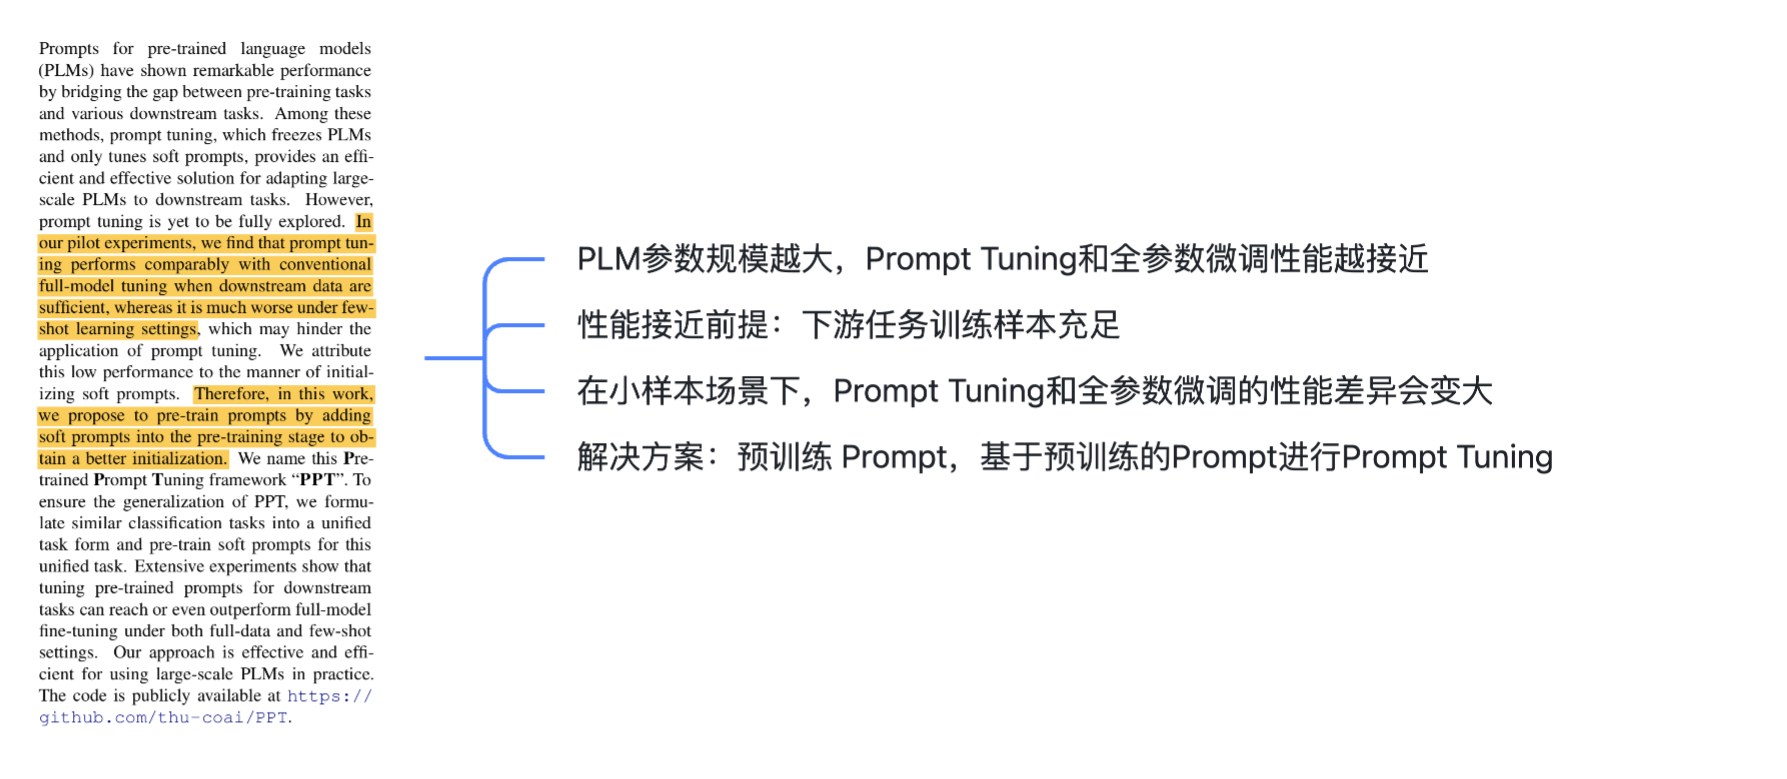 Prompts for pre-trained language models
(PLMs) have shown remarkable performance
by bridging the gap between pre-training tasks
and various downstream tasks. Among these
methods, prompt tuning, which freezes PLMs
and only tunes soft prompts, provides an effi-
cient and effective solution for adapting large-
scale PLMs to downstream tasks. However,
prompt tuning is yet to be fully explored. In
our pilot experiments, we find that prompt tun-
ing performs comparably with conventional
full-model tuning when downstream data are
sufficient, whereas it is much worse under few-
shot learning settings, which may hinder the
application of prompt tuning. We attribute
this low performance to the manner of initial-
izing soft prompts. Therefore, in this work,
we propose to pre-train prompts by adding
soft prompts into the pre-training stage to ob-
tain a better initialization. We name this Pre-
trained Prompt Tuning framework “PPT”. To
ensure the generalization of PPT, we formu-
late similar classification tasks into a unified
task form and pre-train soft prompts for this
unified task. Extensive experiments show that
tuning pre-trained prompts for downstream
tasks can reach or even outperform full-model
fine-tuning under both full-data and few-shot
settings. Our approach is effective and effi-
cient for using large-scale PLMs in practice.
The code is publicly available at https://
github.com/thu-coai/PPT.
PLM参数规模越大，Prompt Tuning和全参数微调性能越接近
性能接近前提：下游任务训练样本充足
在小样本场景下，Prompt Tuning和全参数微调的性能差异会变大
解决方案：预训练 Prompt，基于预训练的Prompt进行Prompt Tuning